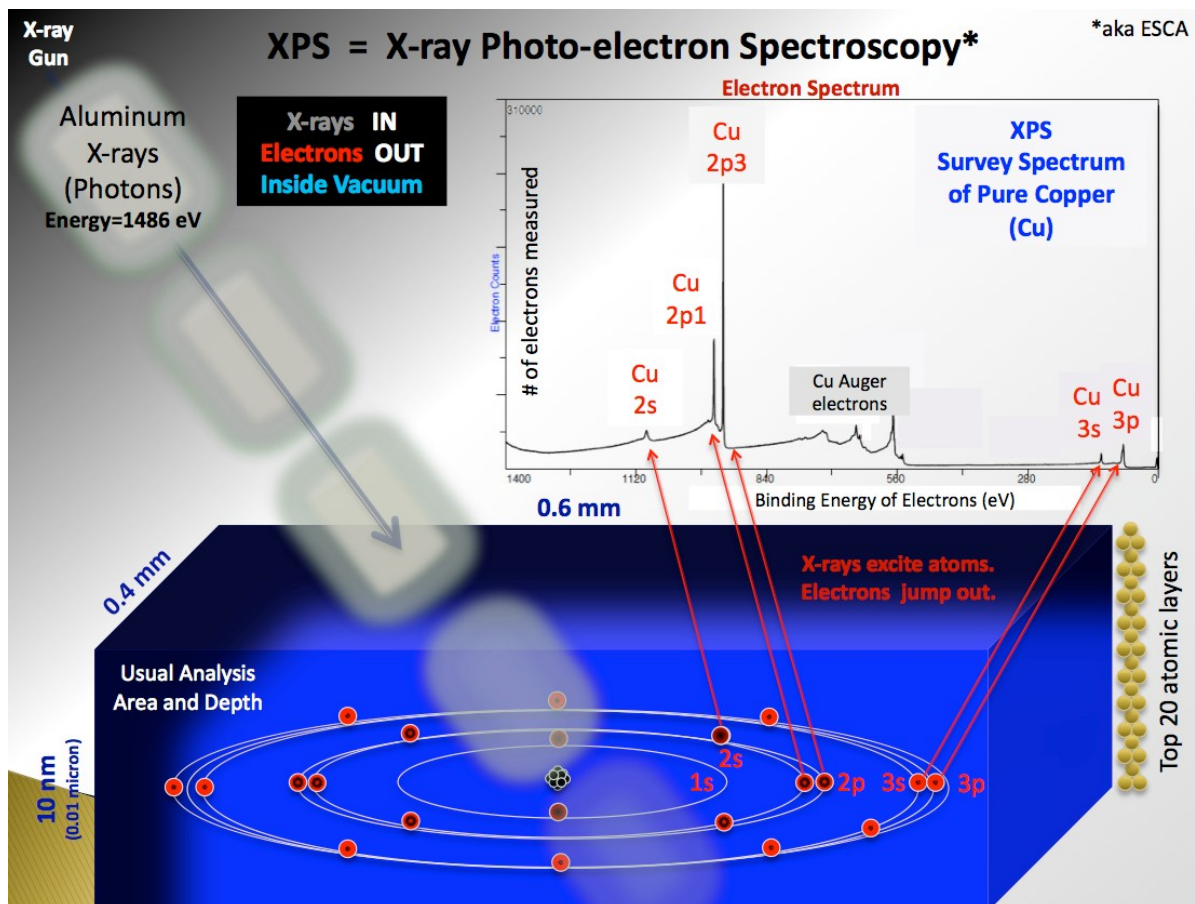 X-ray
Gun
XPS = X-ray Photo-electron Spectroscopy*
*aka ESCA
Aluminum
X-rays
(Photons)
Energy=1486 eV
X-rays IN
Electrons OUT
Inside Vacuum
Electron Spectrum
310000
Cu
2p3
XPS
Survey Spectrum
of Pure Copper
(Cu)
Electron Counts
# of electrons measured
Cu
2p1
Cu
2s
Cu Auger
electrons
Cu
3s
Cu
3p
1400 1120 840 560 280 0
Binding Energy of Electrons (eV)
0.6 mm
0.4 mm
X-rays excite atoms.
Electrons jump out.
Top 20 atomic layers
Usual Analysis
Area and Depth
10 nm
(0.01 micron)
2s
1s 2p 3s 3p